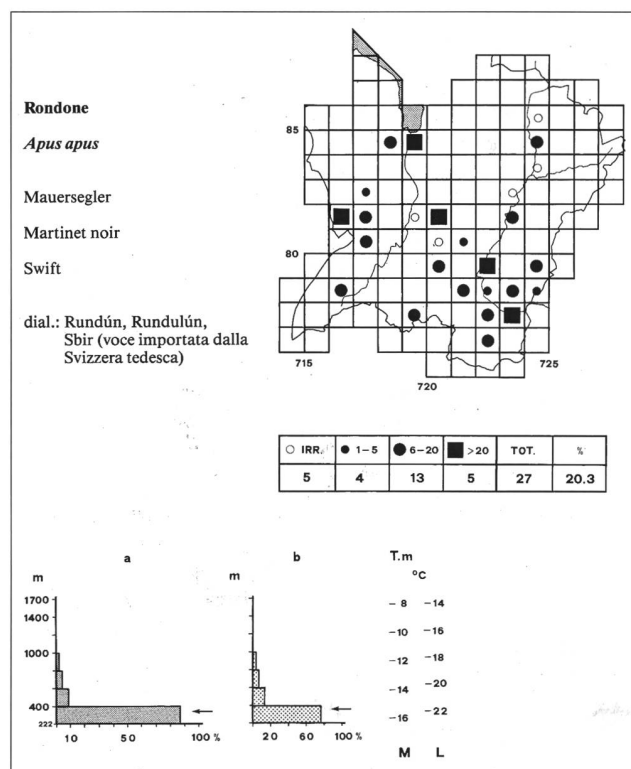 Rondone
Apus apus
Mauersegler
Martinet noir
Swift
dial.: Rundún, Rundulún,
Sbir (voce importata dalla
Svizzera tedesca)
85
80
715
720
725
○ IRR. ● 1–5 ● 6–20 ■ >20 TOT. %
5 4 13 5 27 20.3
a
m
1700
1400
1000
400
222
10 50 100 %
b
m
20 60 100 %
T.m
°C
– 8 –14
–10 –16
–12 –18
–14 –20
–16 –22
M L